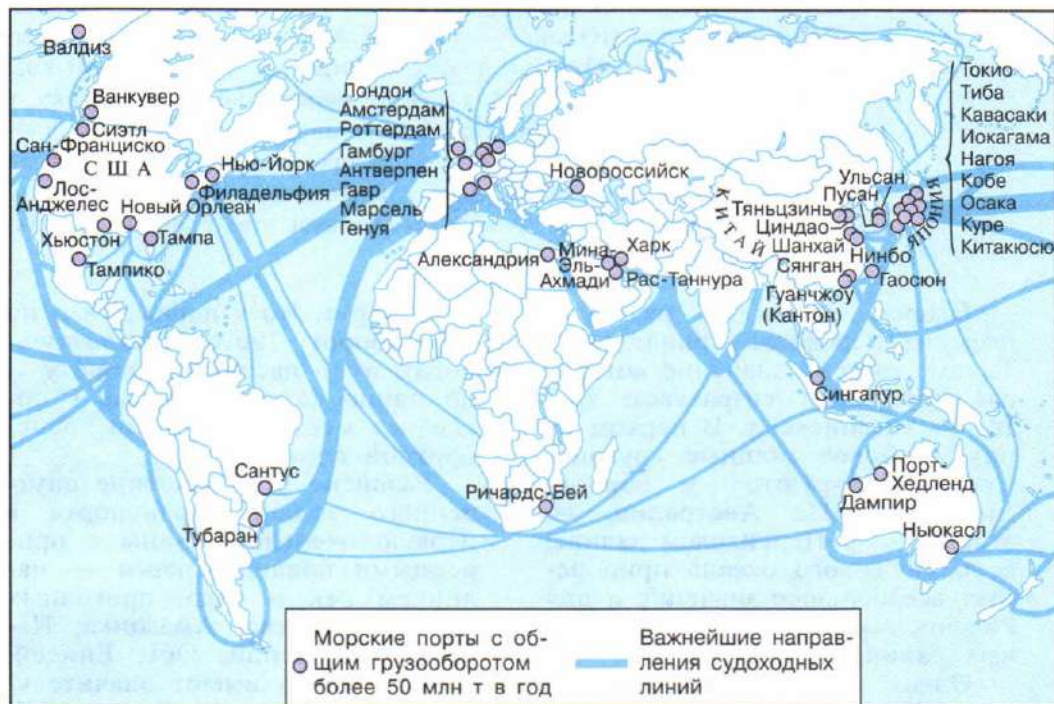 Валдиз
Ванкувер
Сиэтл
Сан-Франциско
США
Лос-
Анджелес
Нью-Йорк
Филадельфия
Новый Орлеан
Хьюстон
Тампа
Тампико
Лондон
Амстердам
Роттердам
Гамбург
Антверпен
Гавр
Марсель
Генуя
Новороссийск
Александрия
Мина-
Эль-
Ахмади
Харк
Рас-Таннура
КИТАЙ
Ульсан
Пусан
Тяньцзинь
Циндао
Шанхай
Нинбо
Сянган
Гуанчжоу
(Кантон)
Таосюн
ЯПОНИЯ
Токио
Тиба
Кавасаки
Иокагама
Нагоя
Кобе
Осака
Куре
Китакюсю
Сингапур
Сантус
Тубаран
Ричардс-Бей
Порт-
Хедленд
Дампир
Ньюкасл
Морские порты с об-
щим грузооборотом
более 50 млн т в год
Важнейшие направ-
ления судоходных
линий